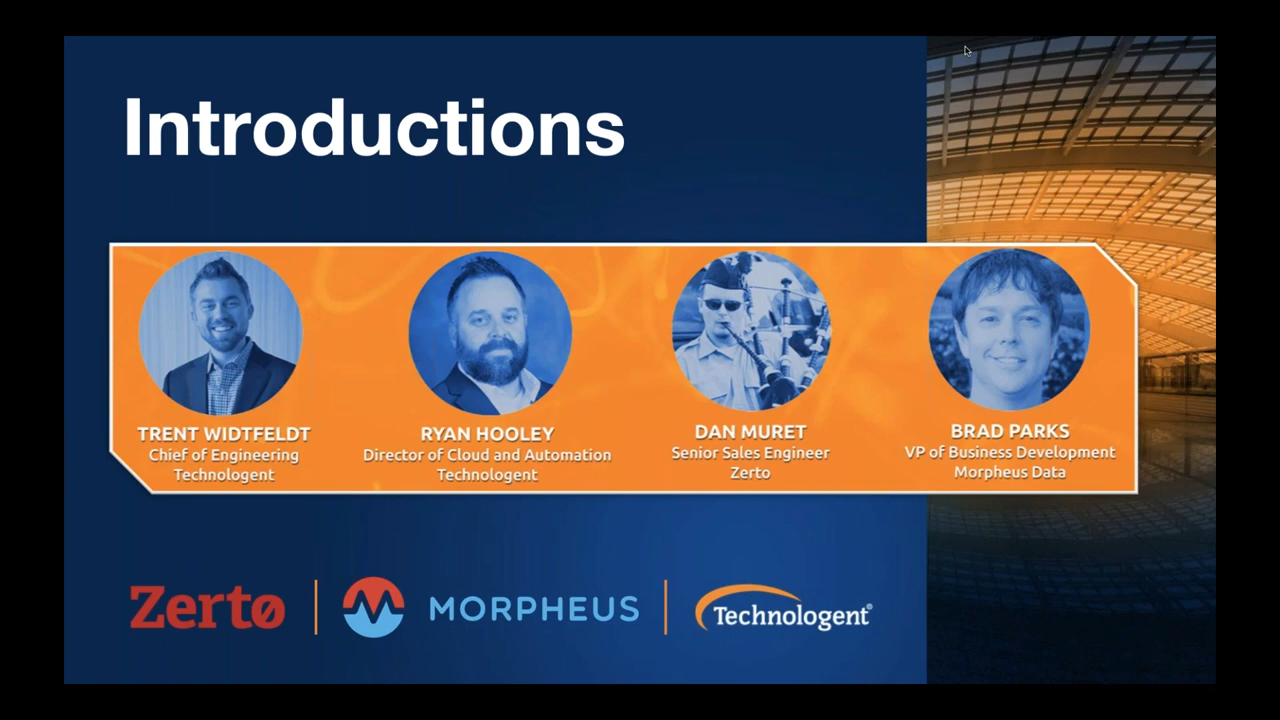 Introductions
TRENT WIDTFELDT
Chief of Engineering
Technologent
RYAN HOOLEY
Director of Cloud and Automation
Technologent
DAN MURET
Senior Sales Engineer
Zerto
BRAD PARKS
VP of Business Development
Morpheus Data
Zertø
MORPHEUS
Technologent®